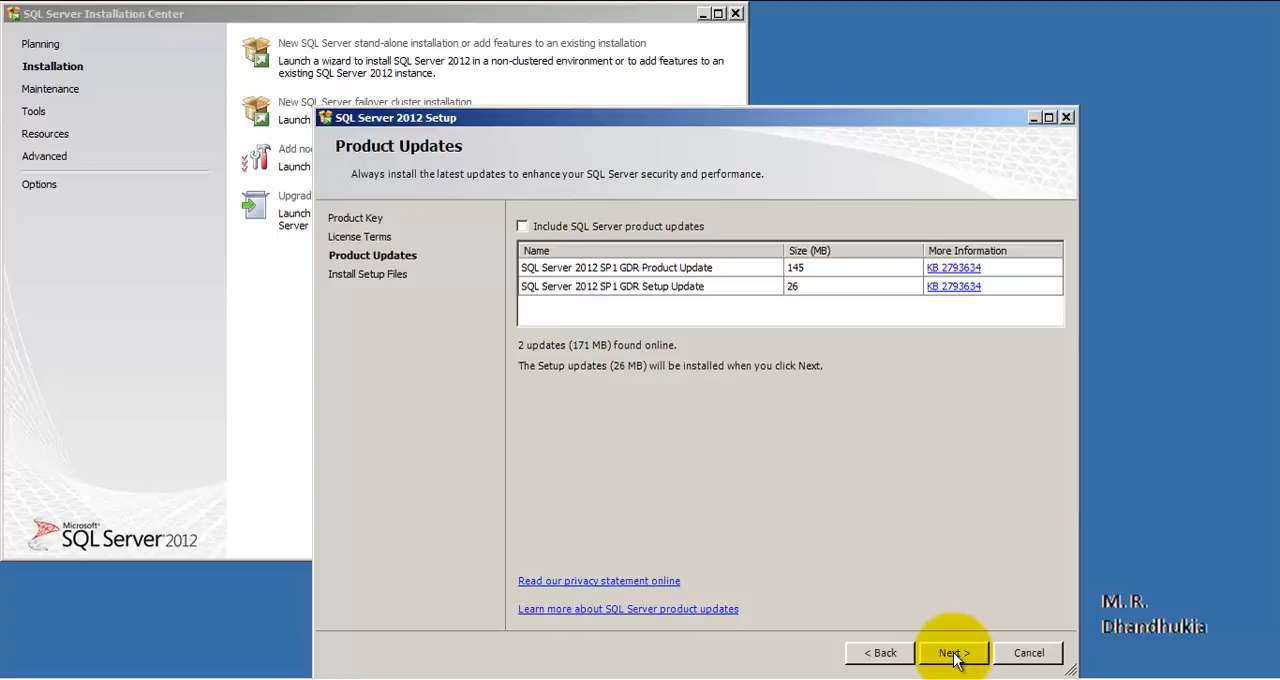 SQL Server Installation Center
Planning
Installation
Maintenance
Tools
Resources
Advanced
Options
New SQL Server stand-alone installation or add features to an existing installation
Launch a wizard to install SQL Server 2012 in a non-clustered environment or to add features to an
existing SQL Server 2012 instance.
New SQL Server failover cluster installation
Launch
Add
Launch
Launch
Server
Microsoft®
SQL Server 2012
SQL Server 2012 Setup
Product Updates
Always install the latest updates to enhance your SQL Server security and performance.
Product Key
License Terms
Product Updates
Install Setup Files
Include SQL Server product updates
Name Size (MB) More Information
SQL Server 2012 SP1 GDR Product Update 145 KB 2793634
SQL Server 2012 SP1 GDR Setup Update 26 KB 2793634
2 updates (171 MB) found online.
The Setup updates (26 MB) will be installed when you click Next.
Read our privacy statement online
Learn more about SQL Server product updates
< Back Next > Cancel
M. R.
Dhandhukia